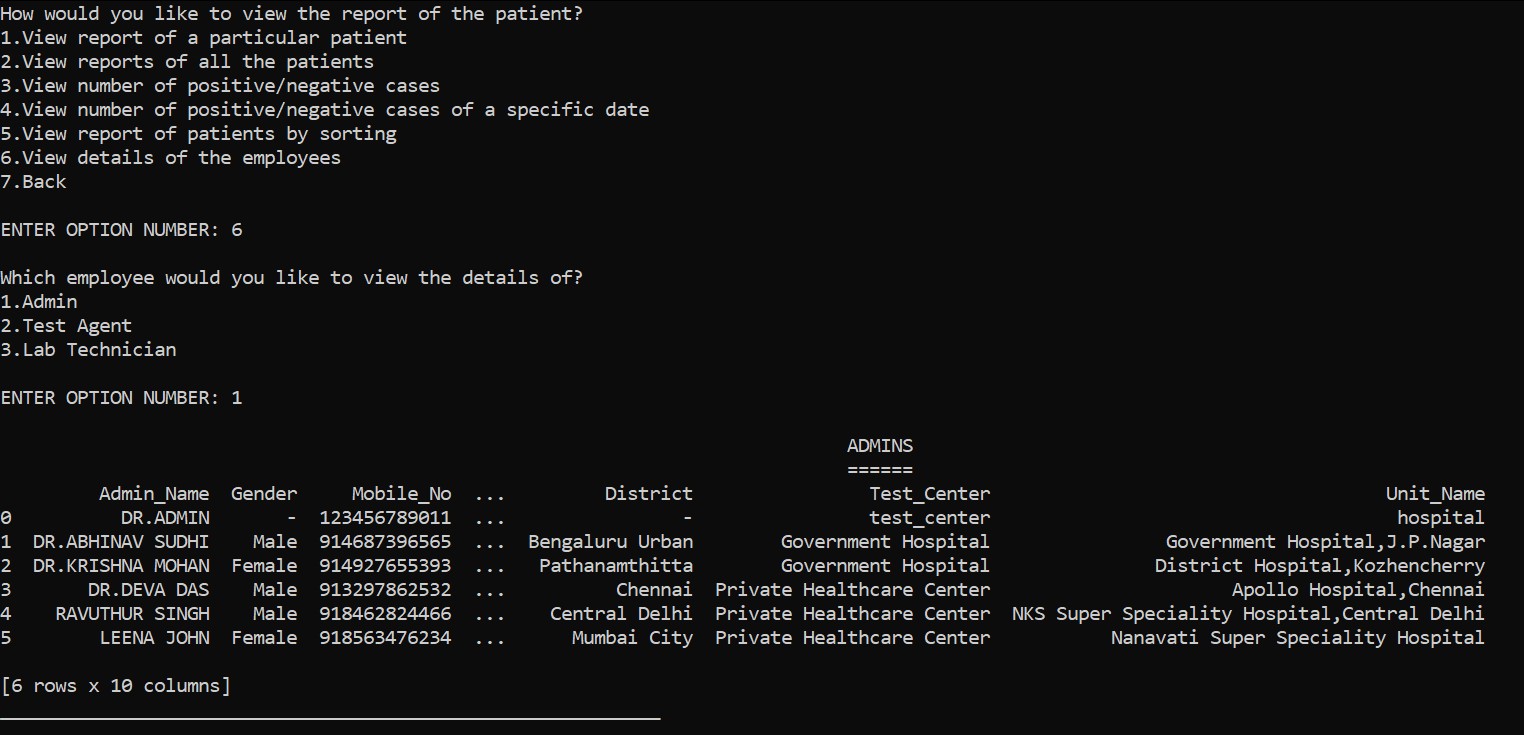 How would you like to view the report of the patient?
1.View report of a particular patient
2.View reports of all the patients
3.View number of positive/negative cases
4.View number of positive/negative cases of a specific date
5.View report of patients by sorting
6.View details of the employees
7.Back
ENTER OPTION NUMBER: 6
Which employee would you like to view the details of?
1.Admin
2.Test Agent
3.Lab Technician
ENTER OPTION NUMBER: 1
ADMINS
======
Admin_Name Gender Mobile_No ... District Test_Center Unit_Name
0 DR.ADMIN - 123456789011 ... - test_center hospital
1 DR.ABHINAV SUDHI Male 914687396565 ... Bengaluru Urban Government Hospital Government Hospital,J.P.Nagar
2 DR.KRISHNA MOHAN Female 914927655393 ... Pathanamthitta Government Hospital District Hospital,Kozhencherry
3 DR.DEVA DAS Male 913297862532 ... Chennai Private Healthcare Center Apollo Hospital,Chennai
4 RAVUTHUR SINGH Male 918462824466 ... Central Delhi Private Healthcare Center NKS Super Speciality Hospital,Central Delhi
5 LEENA JOHN Female 918563476234 ... Mumbai City Private Healthcare Center Nanavati Super Speciality Hospital
[6 rows x 10 columns]